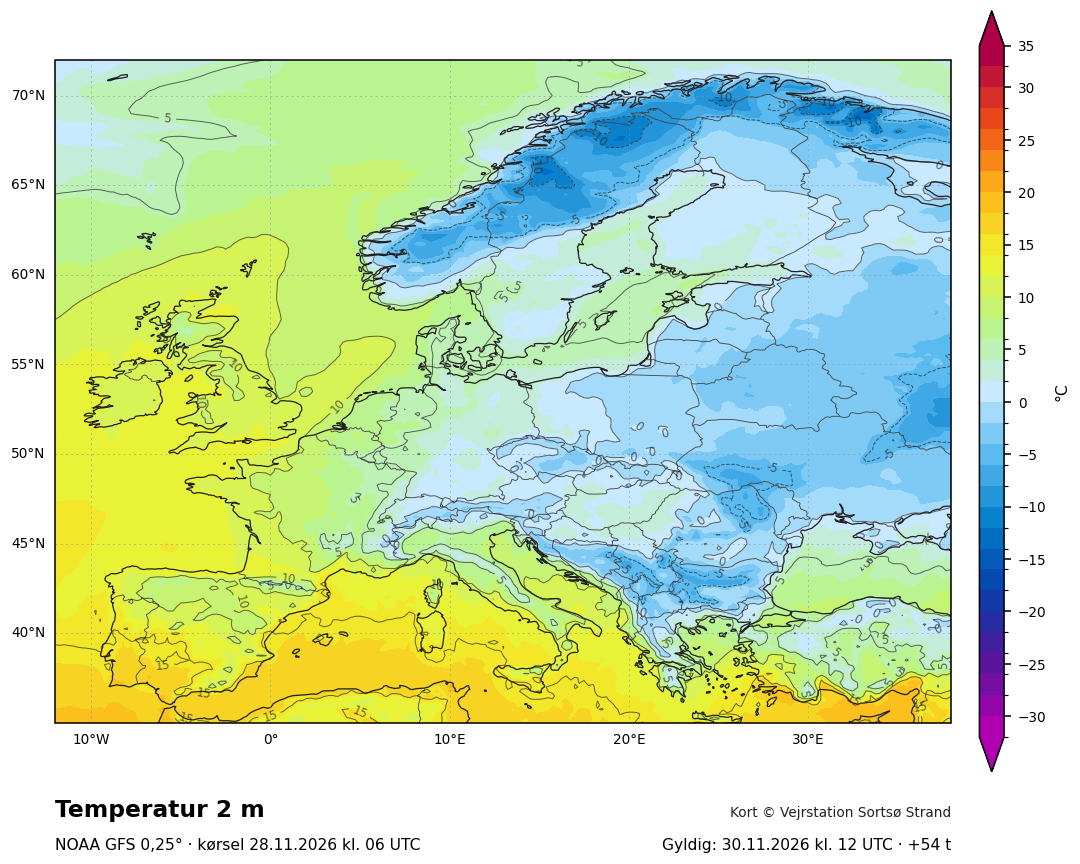 70°N
65°N
60°N
55°N
50°N
45°N
40°N
10°W 0° 10°E 20°E 30°E
35
30
25
20
15
10
5
0
−5
−10
−15
−20
−25
−30
°C
Temperatur 2 m
Kort © Vejrstation Sortsø Strand
NOAA GFS 0,25° · kørsel 28.11.2026 kl. 06 UTC
Gyldig: 30.11.2026 kl. 12 UTC · +54 t